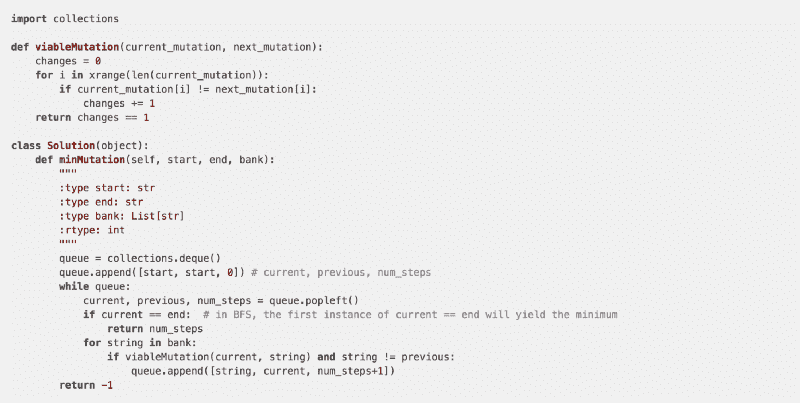 import collections

def viableMutation(current_mutation, next_mutation):
    changes = 0
    for i in xrange(len(current_mutation)):
        if current_mutation[i] != next_mutation[i]:
            changes += 1
    return changes == 1

class Solution(object):
    def minMutation(self, start, end, bank):
        """
        :type start: str
        :type end: str
        :type bank: List[str]
        :rtype: int
        """
        queue = collections.deque()
        queue.append([start, start, 0]) # current, previous, num_steps
        while queue:
            current, previous, num_steps = queue.popleft()
            if current == end:  # in BFS, the first instance of current == end will yield the minimum
                return num_steps
            for string in bank:
                if viableMutation(current, string) and string != previous:
                    queue.append([string, current, num_steps+1])
        return -1